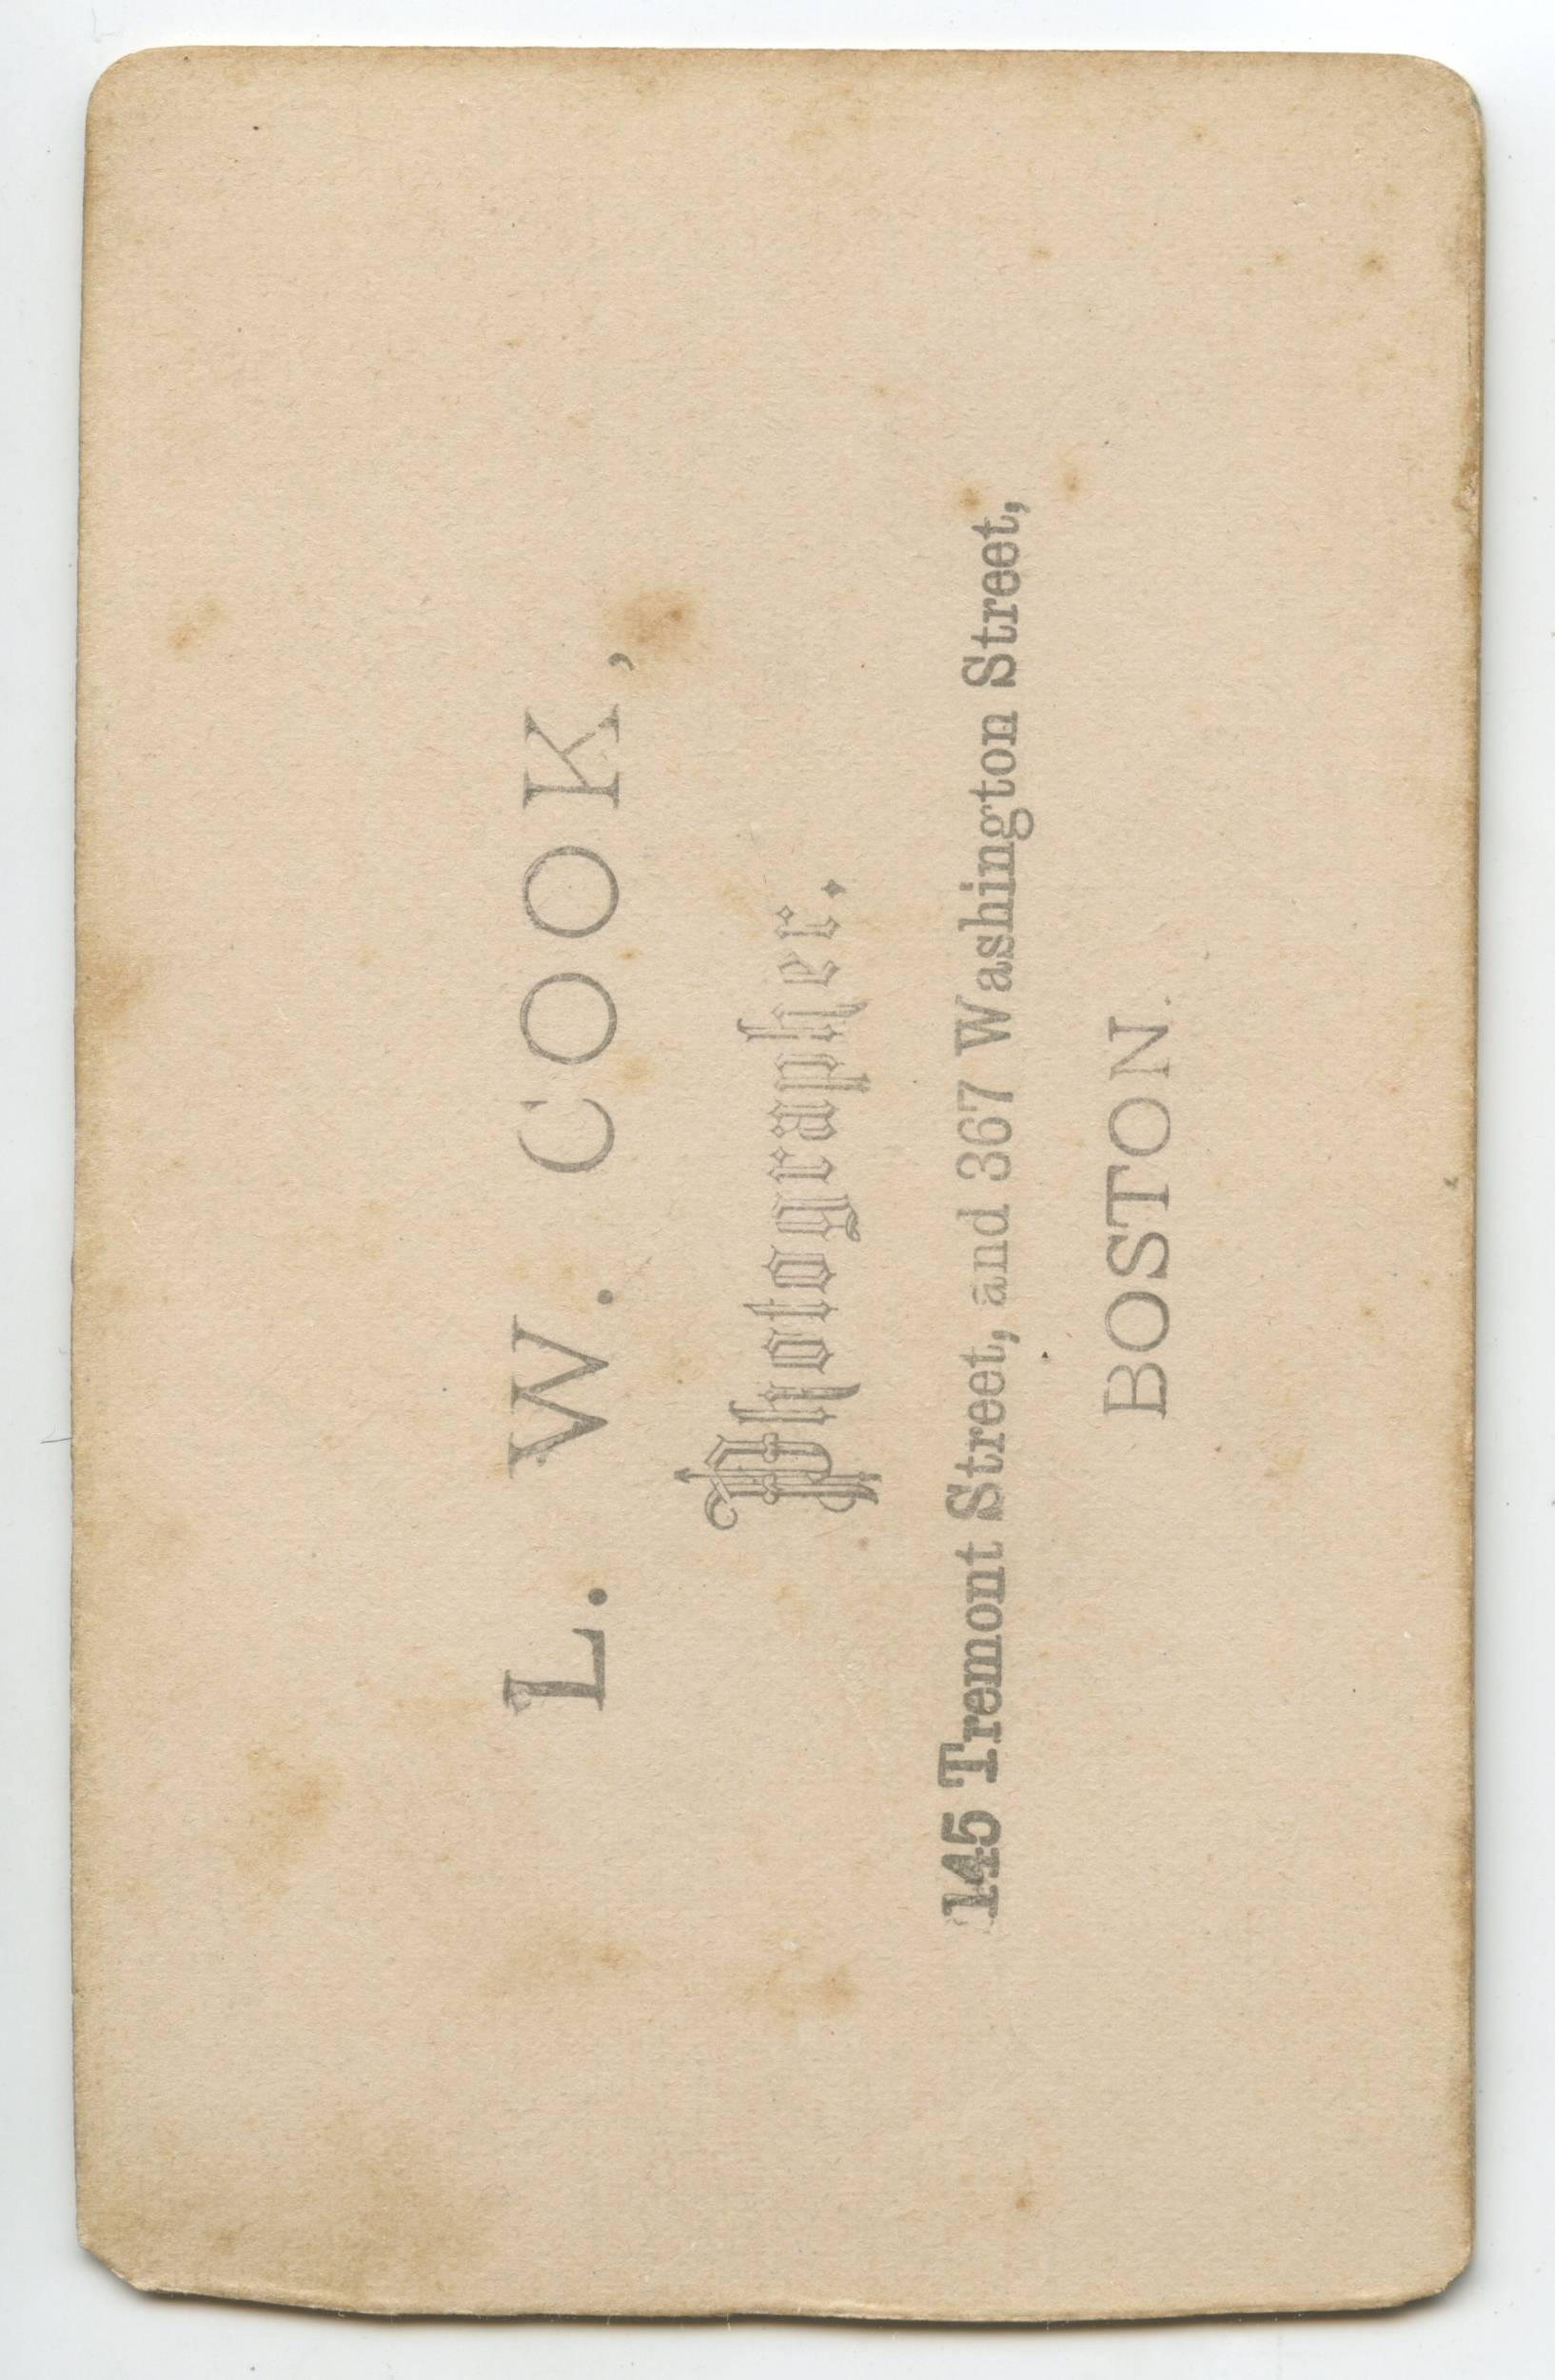 L. W. COOK,
Photographer.
145 Tremont Street, and 367 Washington Street,
BOSTON.